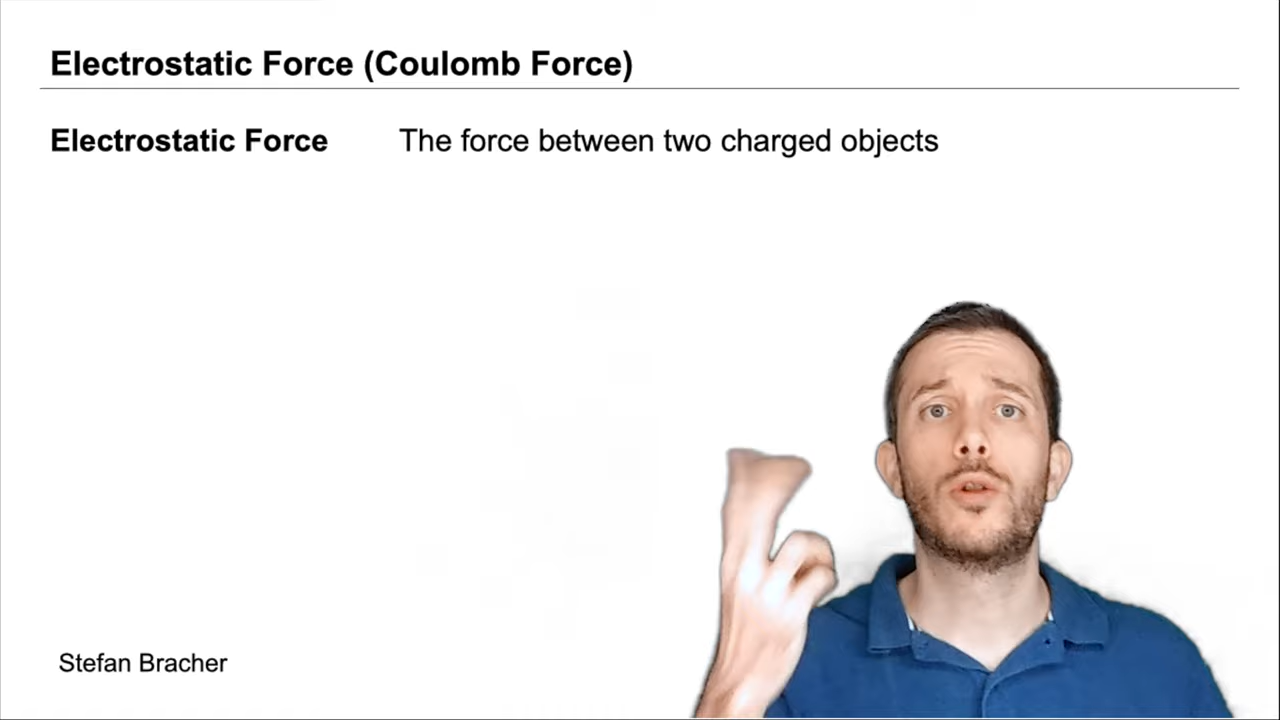 Electrostatic Force (Coulomb Force)
Electrostatic Force The force between two charged objects
Stefan Bracher